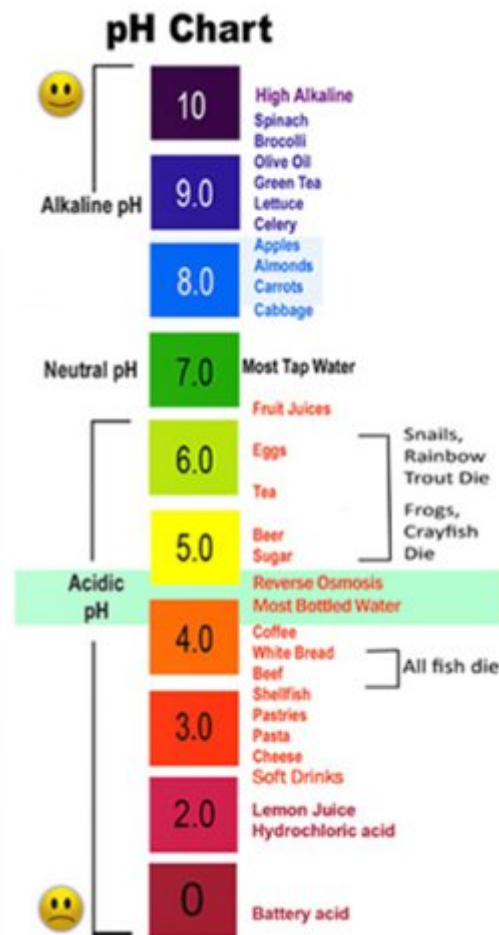 pH Chart
10
High Alkaline
Spinach
Brocolli
Olive Oil
Alkaline pH
9.0
Green Tea
Lettuce
Celery
Apples
8.0
Almonds
Carrots
Cabbage
Neutral pH
7.0
Most Tap Water
Fruit Juices
6.0
Eggs
Tea
Snails,
Rainbow
Trout Die
Frogs,
Crayfish
Die
5.0
Beer
Sugar
Acidic
pH
Reverse Osmosis
Most Bottled Water
4.0
Coffee
White Bread
Beef
All fish die
Shellfish
3.0
Pastries
Pasta
Cheese
Soft Drinks
2.0
Lemon Juice
Hydrochloric acid
0
Battery acid